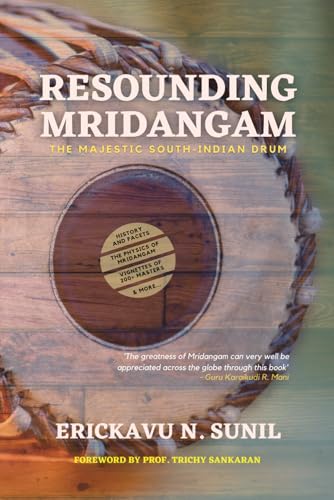 RESOUNDING
MRIDANGAM
THE MAJESTIC SOUTH-INDIAN DRUM
HISTORY
AND FACETS
THE PHYSICS OF
MRIDANGAM
VIGNETTES OF
200+ MASTERS
& MORE...
'The greatness of Mridangam can very well be
appreciated across the globe through this book'
- Guru Karaikudi R. Mani
ERICKAVU N. SUNIL
FOREWORD BY PROF. TRICHY SANKARAN